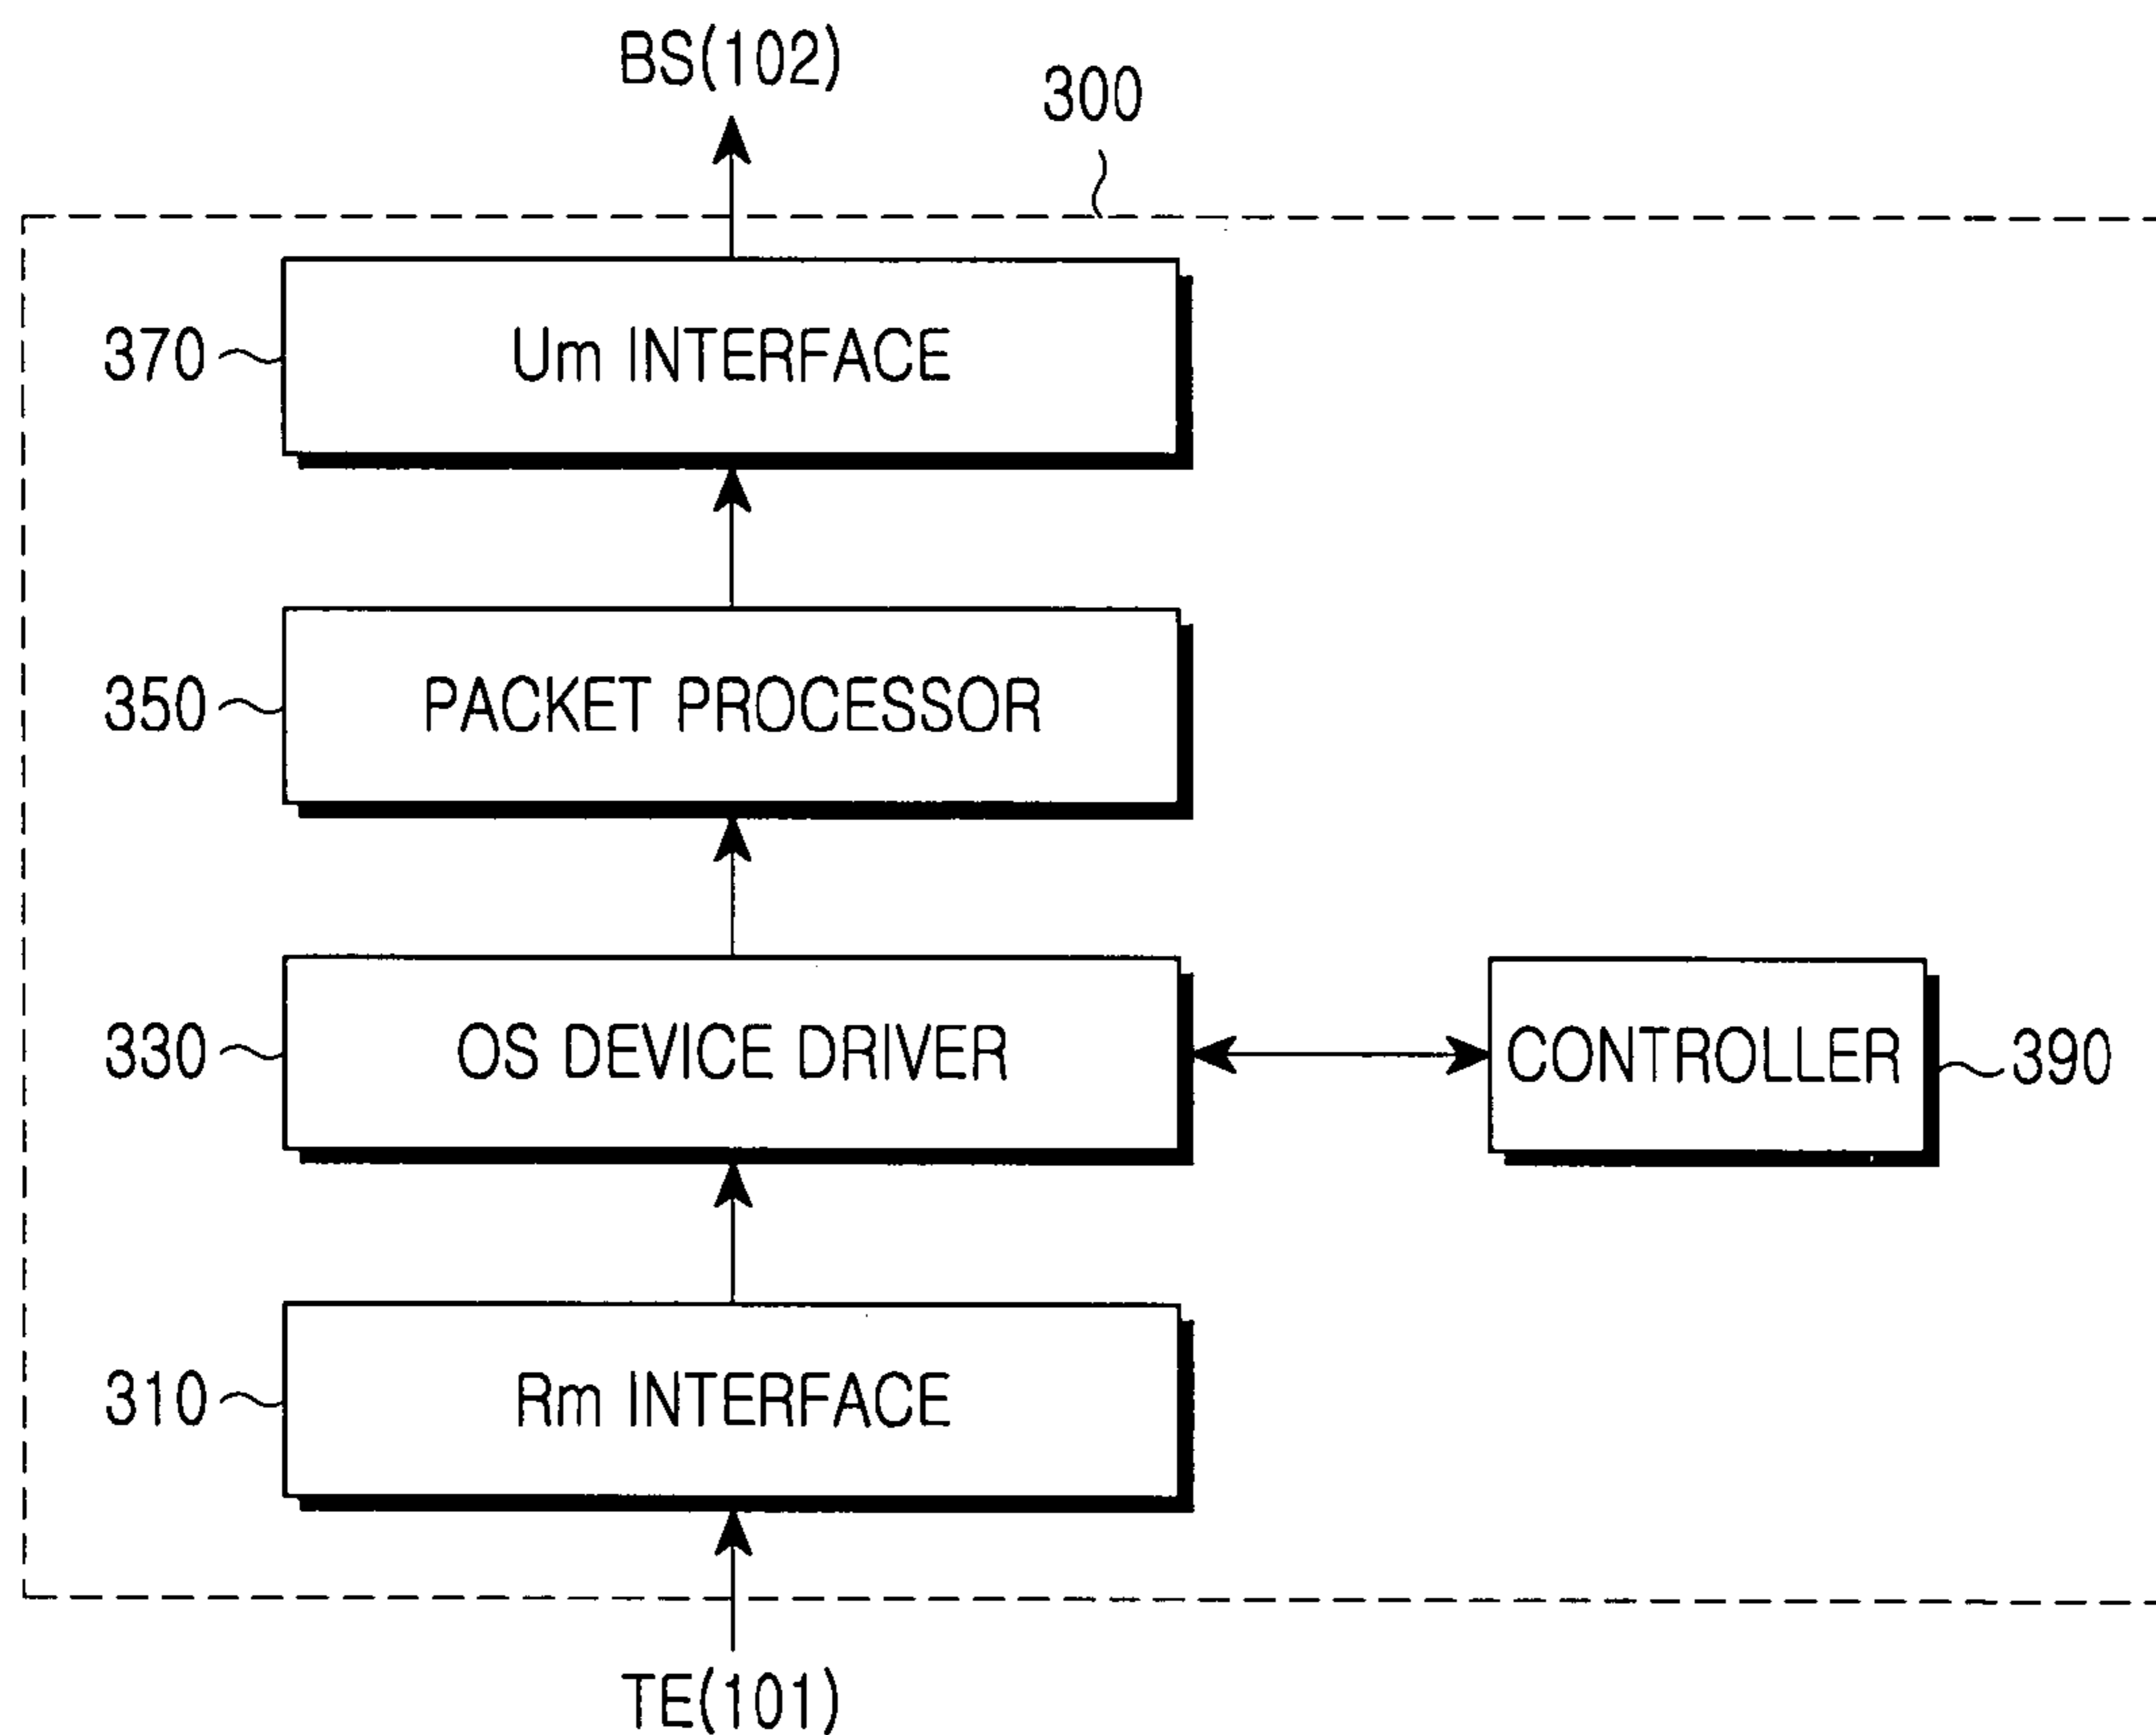 BS(102)
300
370
Um INTERFACE
350
PACKET PROCESSOR
330
OS DEVICE DRIVER
CONTROLLER
390
310
Rm INTERFACE
TE(101)